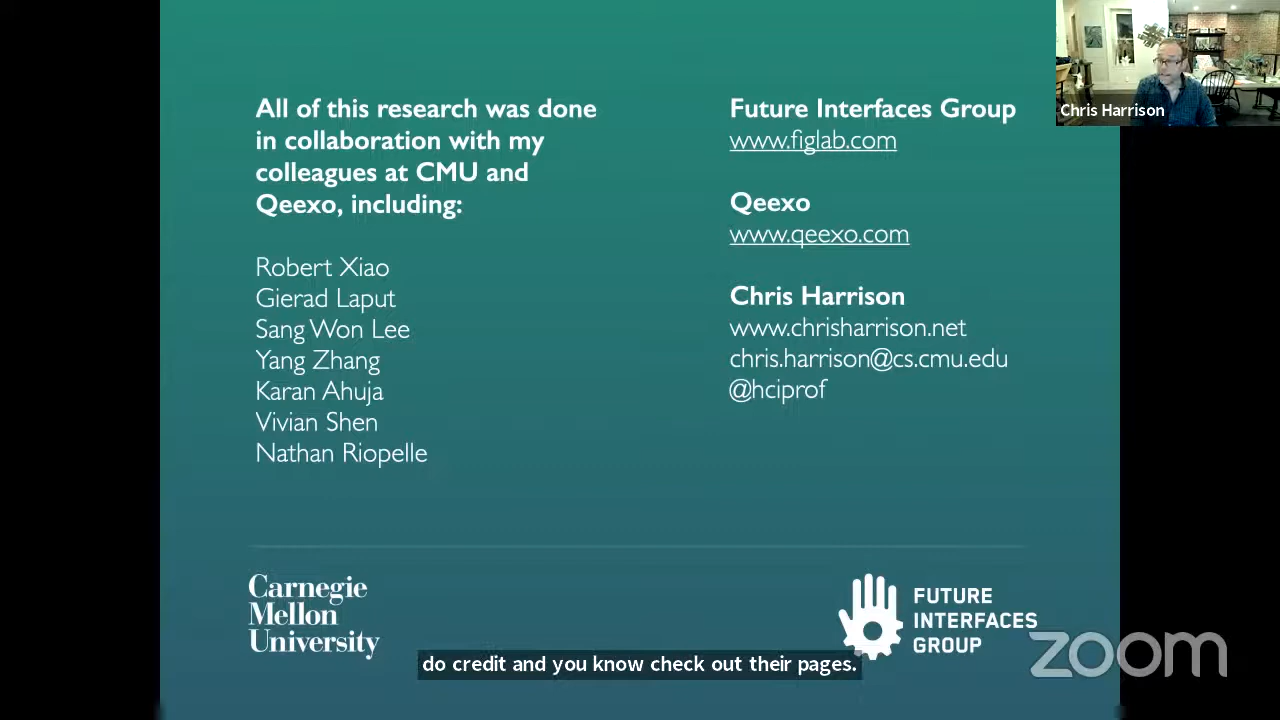 All of this research was done
in collaboration with my
colleagues at CMU and
Qeexo, including:
Robert Xiao
Gierad Laput
Sang Won Lee
Yang Zhang
Karan Ahuja
Vivian Shen
Nathan Riopelle
Future Interfaces Group
www.figlab.com
Qeexo
www.qeexo.com
Chris Harrison
www.chrisharrison.net
chris.harrison@cs.cmu.edu
@hciprof
Chris Harrison
Carnegie
Mellon
University
FUTURE
INTERFACES
GROUP
do credit and you know check out their pages.
zoom